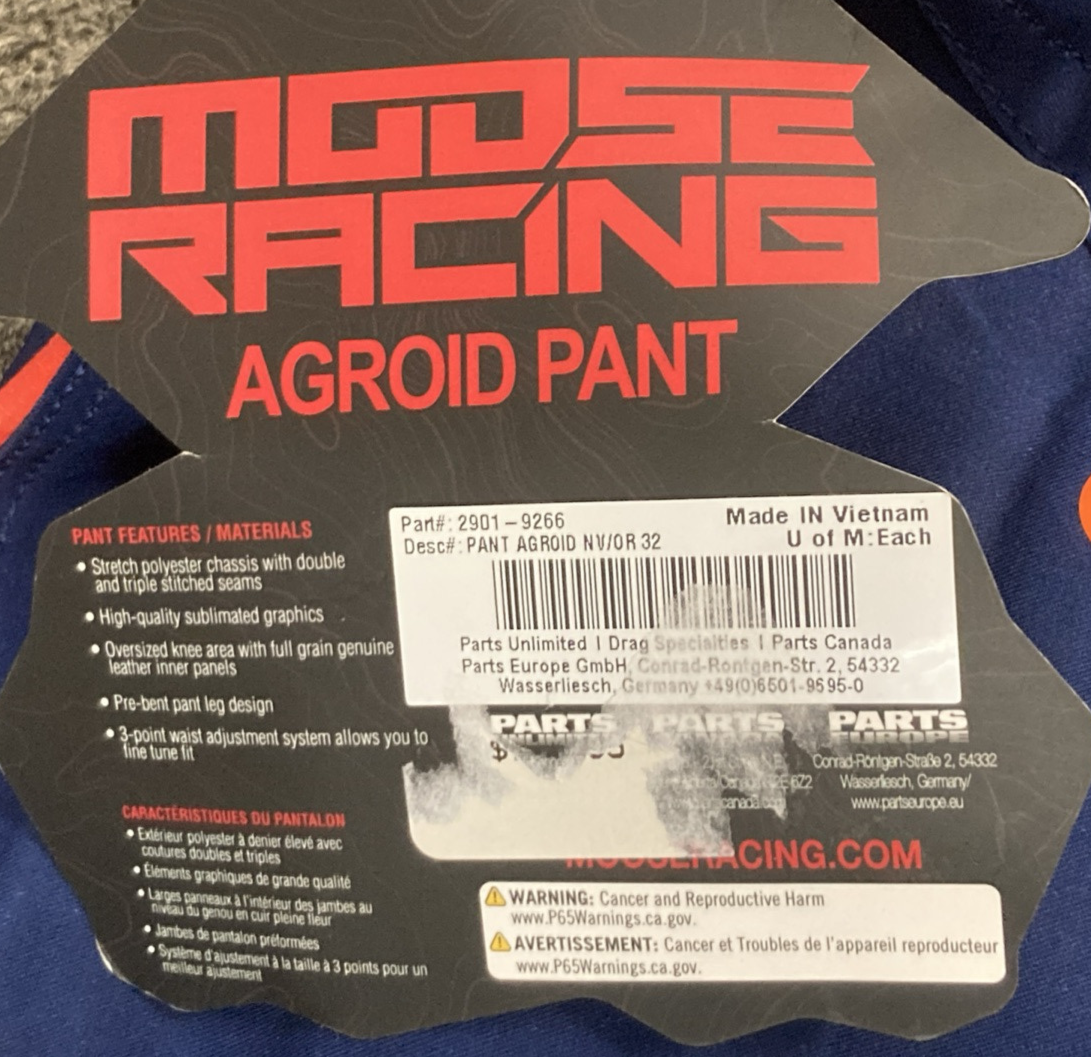 MOOSE
RACING
AGROID PANT
PANT FEATURES / MATERIALS
• Stretch polyester chassis with double
and triple stitched seams
• High-quality sublimated graphics
• Oversized knee area with full grain genuine
leather inner panels
• Pre-bent pant leg design
• 3-point waist adjustment system allows you to
fine tune fit
CARACTÉRISTIQUES DU PANTALON
• Extérieur polyester à denier élevé avec
coutures doubles et triples
• Éléments graphiques de grande qualité
• Larges panneaux à l'intérieur des jambes au
niveau du genou en cuir pleine fleur
• Jambes de pantalon préformées
• Système d'ajustement à la taille à 3 points pour un
meilleur ajustement
Part#: 2901-9266 Made IN Vietnam
Desc#: PANT AGROID NV/OR 32 U of M:Each
Parts Unlimited | Drag Specialties | Parts Canada
Parts Europe GmbH, Conrad-Rontgen-Str. 2, 54332
Wasserliesch, Germany +49(0)6501-9695-0
PARTS PARTS PARTS
EUROPE
$
Conrad-Röntgen-Straße 2, 54332
Wasserliesch, Germany/
www.partseurope.eu
MOOSERACING.COM
WARNING: Cancer and Reproductive Harm
www.P65Warnings.ca.gov.
AVERTISSEMENT: Cancer et Troubles de l'appareil reproducteur
www.P65Warnings.ca.gov.